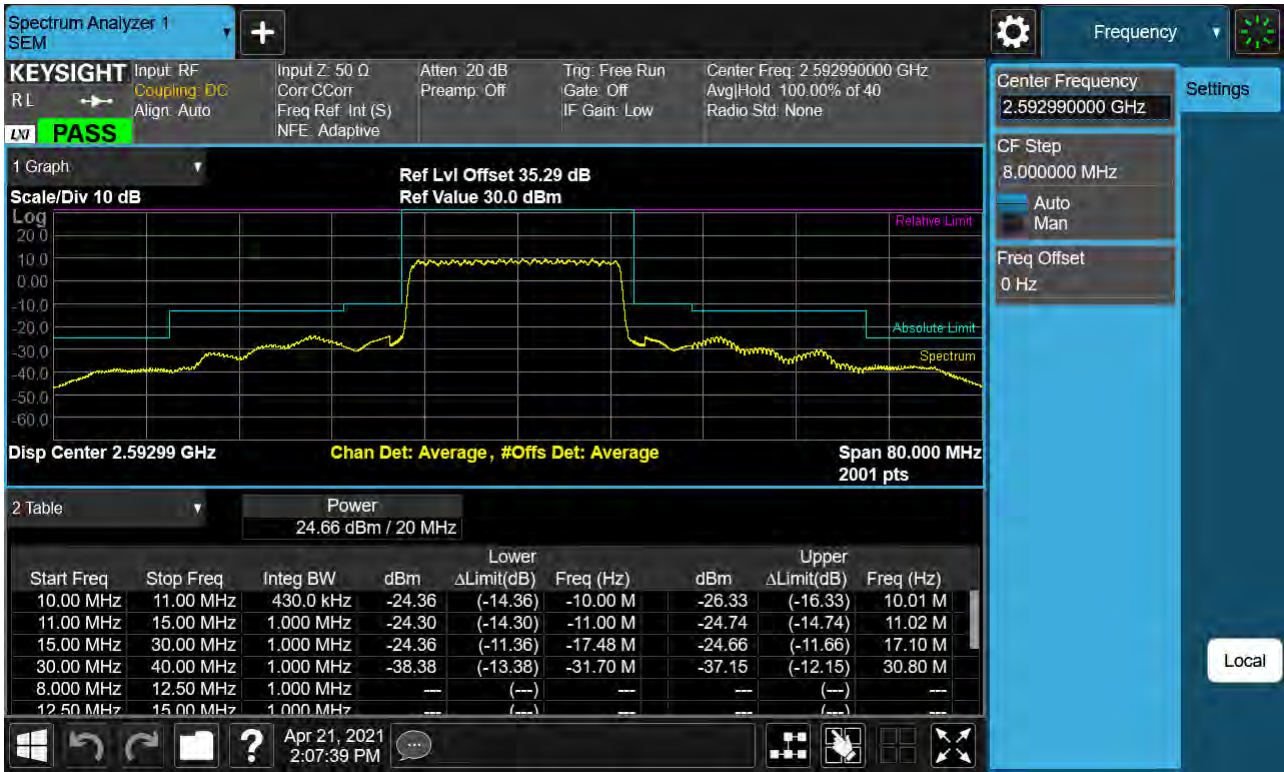 Spectrum Analyzer 1
SEM
Frequency
KEYSIGHT
Input: RF
Coupling: DC
Align: Auto
Input Z: 50 Ω
Corr CCorr
Freq Ref: Int (S)
NFE: Adaptive
Atten: 20 dB
Preamp: Off
Trig: Free Run
Gate: Off
IF Gain: Low
Center Freq: 2.592990000 GHz
Avg|Hold: 100.00% of 40
Radio Std: None
R L
LXI PASS
Center Frequency
2.592990000 GHz
Settings
CF Step
8.000000 MHz
Auto
Man
Freq Offset
0 Hz
1 Graph
Ref Lvl Offset 35.29 dB
Scale/Div 10 dB
Ref Value 30.0 dBm
Log
Relative Limit
20.0
10.0
0.00
-10.0
-20.0
Absolute Limit
-30.0
Spectrum
-40.0
-50.0
-60.0
Disp Center 2.59299 GHz
Chan Det: Average, #Offs Det: Average
Span 80.000 MHz
2001 pts
2 Table
Power
24.66 dBm / 20 MHz
Lower Upper
Start Freq Stop Freq Integ BW dBm ΔLimit(dB) Freq (Hz) dBm ΔLimit(dB) Freq (Hz)
10.00 MHz 11.00 MHz 430.0 kHz -24.36 (-14.36) -10.00 M -26.33 (-16.33) 10.01 M
11.00 MHz 15.00 MHz 1.000 MHz -24.30 (-14.30) -11.00 M -24.74 (-14.74) 11.02 M
15.00 MHz 30.00 MHz 1.000 MHz -24.36 (-11.36) -17.48 M -24.66 (-11.66) 17.10 M
30.00 MHz 40.00 MHz 1.000 MHz -38.38 (-13.38) -31.70 M -37.15 (-12.15) 30.80 M
8.000 MHz 12.50 MHz 1.000 MHz --- (---) --- --- (---) ---
12.50 MHz 15.00 MHz 1.000 MHz --- (---) --- --- (---) ---
Local
Apr 21, 2021
2:07:39 PM